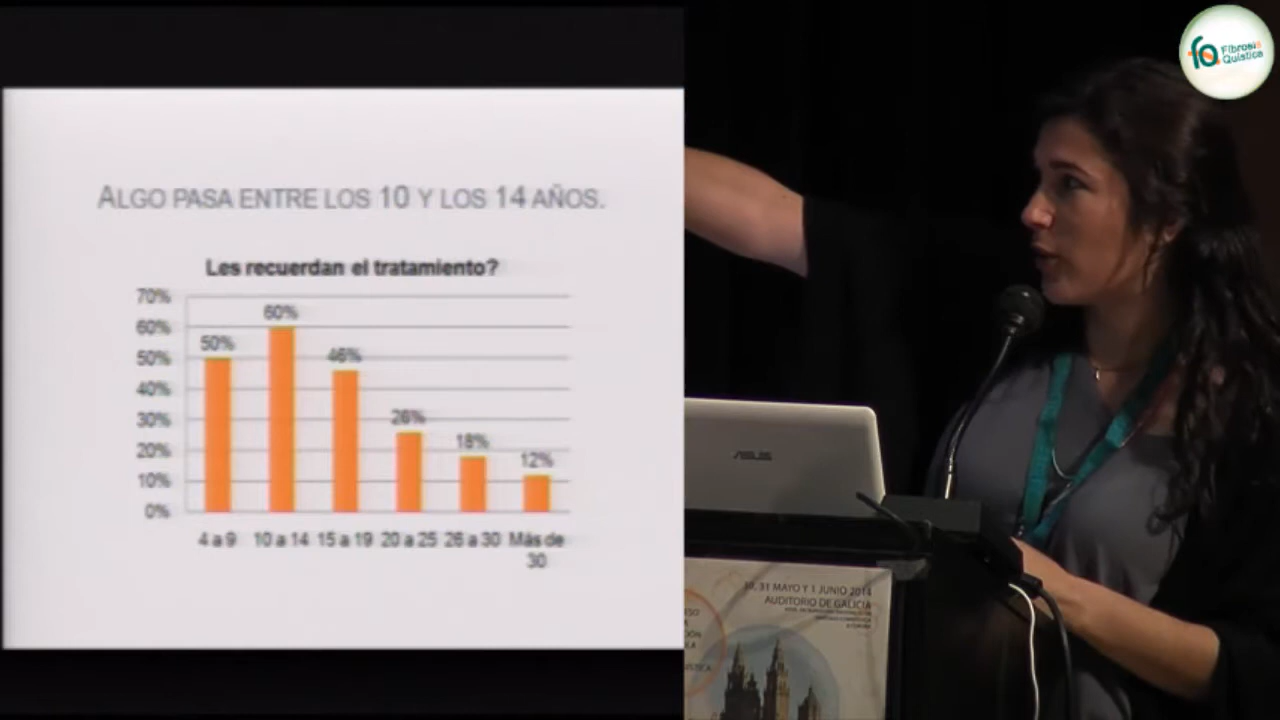 ALGO PASA ENTRE LOS 10 Y LOS 14 AÑOS.
Les recuerdan el tratamiento?
70%
60%
50%
40%
30%
20%
10%
0%
50%
60%
46%
26%
18%
12%
4 a 9
10 a 14
15 a 19
20 a 25
26 a 30
Más de
30
fq Fibrosis
Quística
ASUS
30, 31 MAYO Y 1 JUNIO 2014
AUDITORIO DE GALICIA